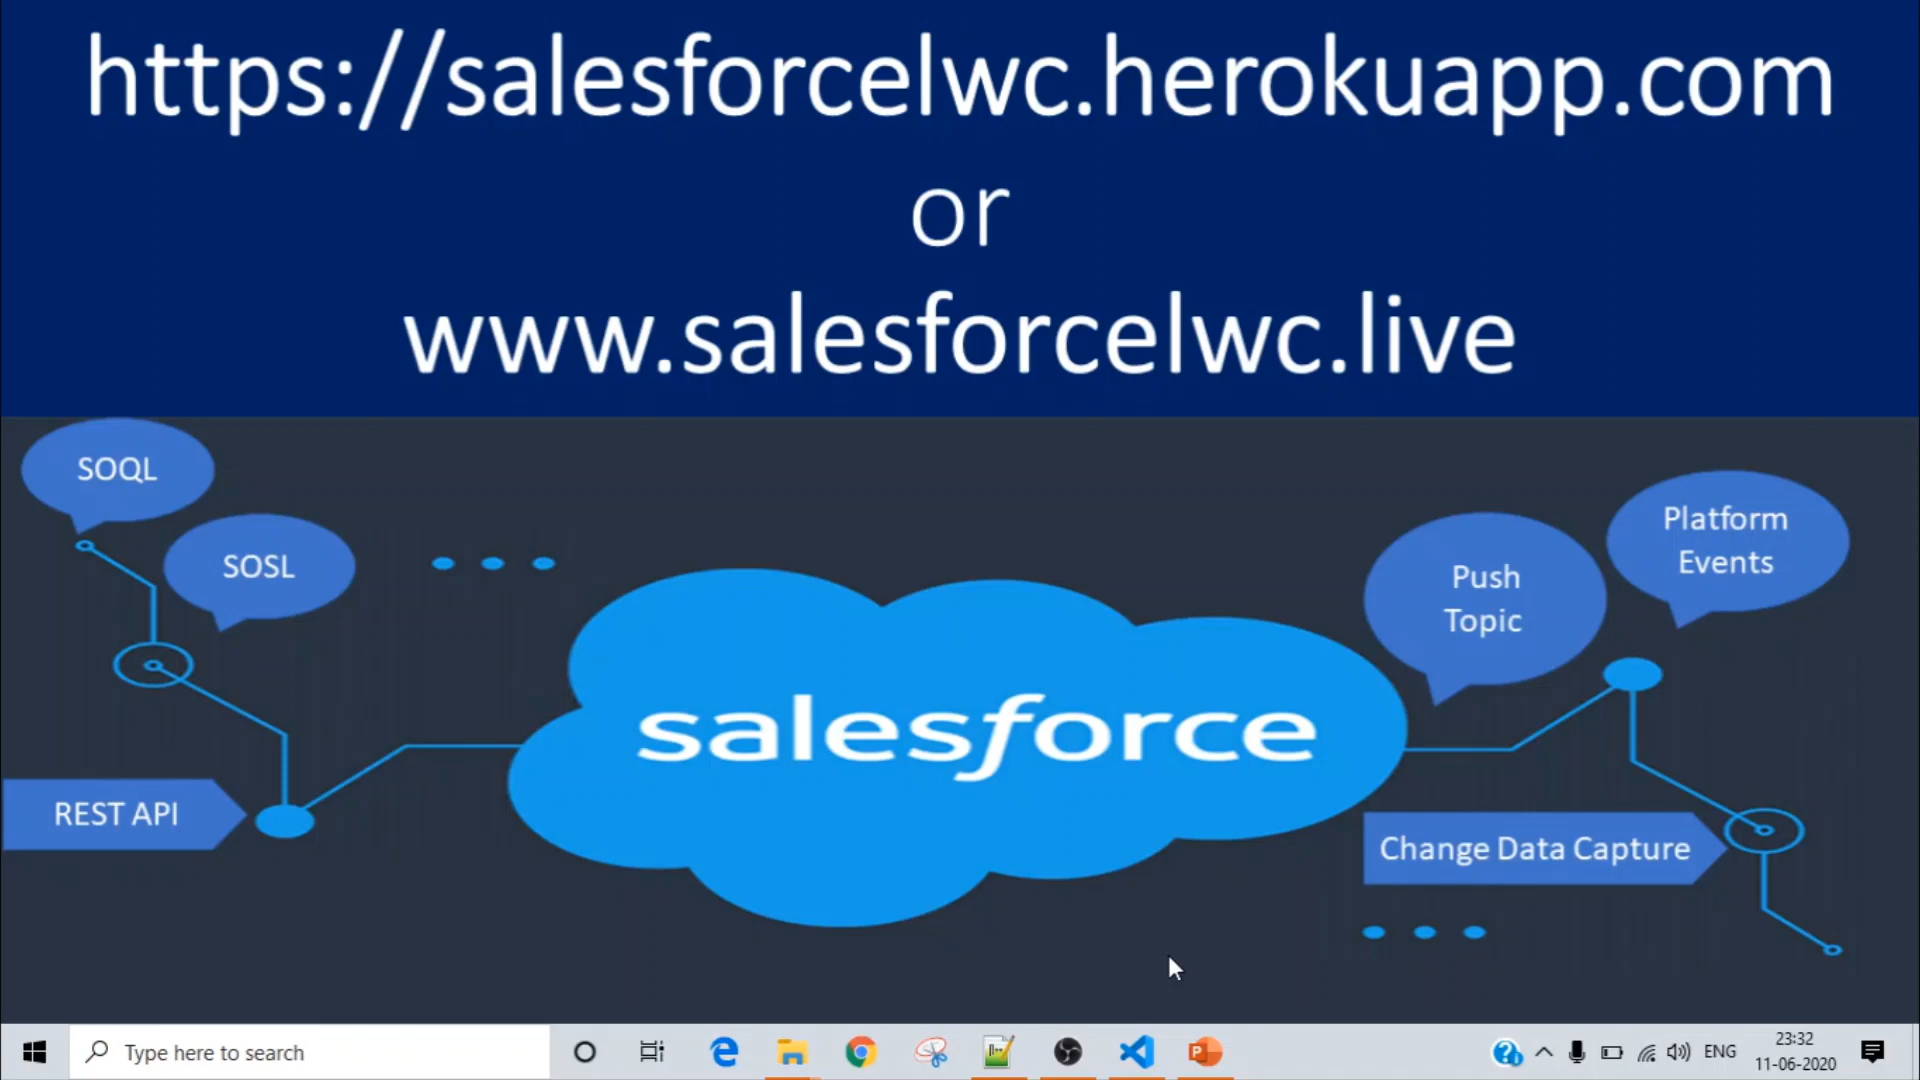 https://salesforcelwc.herokuapp.com
or
www.salesforcelwc.live
SOQL
SOSL
REST API
salesforce
Push
Topic
Platform
Events
Change Data Capture
Type here to search
ENG
23:32
11-06-2020